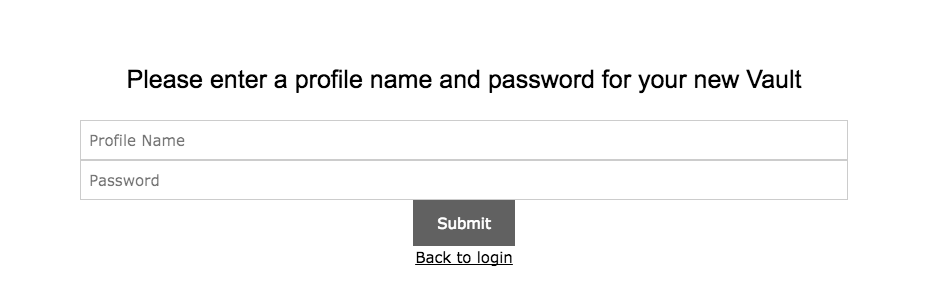 Please enter a profile name and password for your new Vault
Profile Name
Password
Submit
Back to login